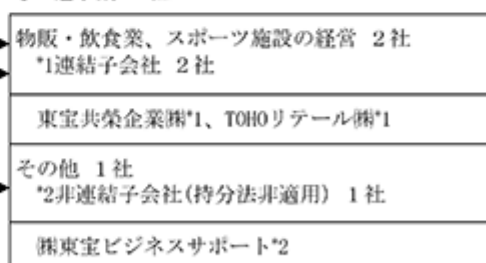 物販・飲食業、スポーツ施設の経営 2社
*1連結子会社 2社
東宝共榮企業㈱*1、TOHOリテール㈱*1
その他 1社
*2非連結子会社(持分法非適用) 1社
㈱東宝ビジネスサポート*2